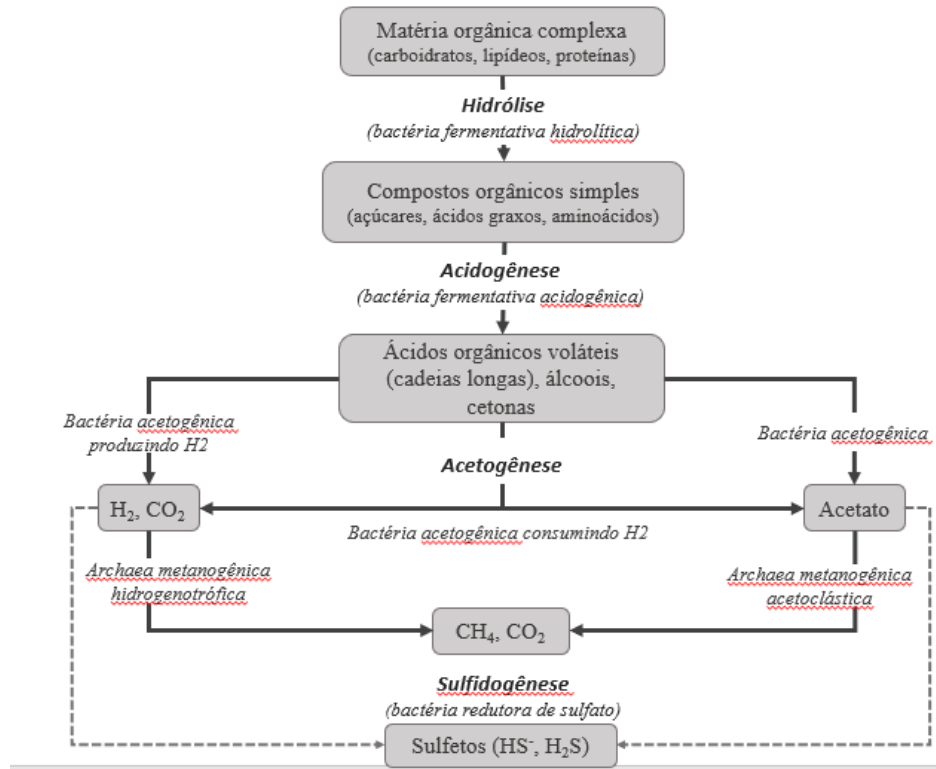 Matéria orgânica complexa
(carboidratos, lipídeos, proteínas)
Hidrólise
(bactéria fermentativa hidrolítica)
Compostos orgânicos simples
(açúcares, ácidos graxos, aminoácidos)
Acidogênese
(bactéria fermentativa acidogênica)
Ácidos orgânicos voláteis
(cadeias longas), álcoois,
cetonas
Bactéria acetogênica
produzindo H2
Bactéria acetogênica
Acetogênese
H₂, CO₂
Acetato
Bactéria acetogênica consumindo H2
Archaea metanogênica
hidrogenotrófica
Archaea metanogênica
acetoclástica
CH₄, CO₂
Sulfidogênese
(bactéria redutora de sulfato)
Sulfetos (HS⁻, H₂S)